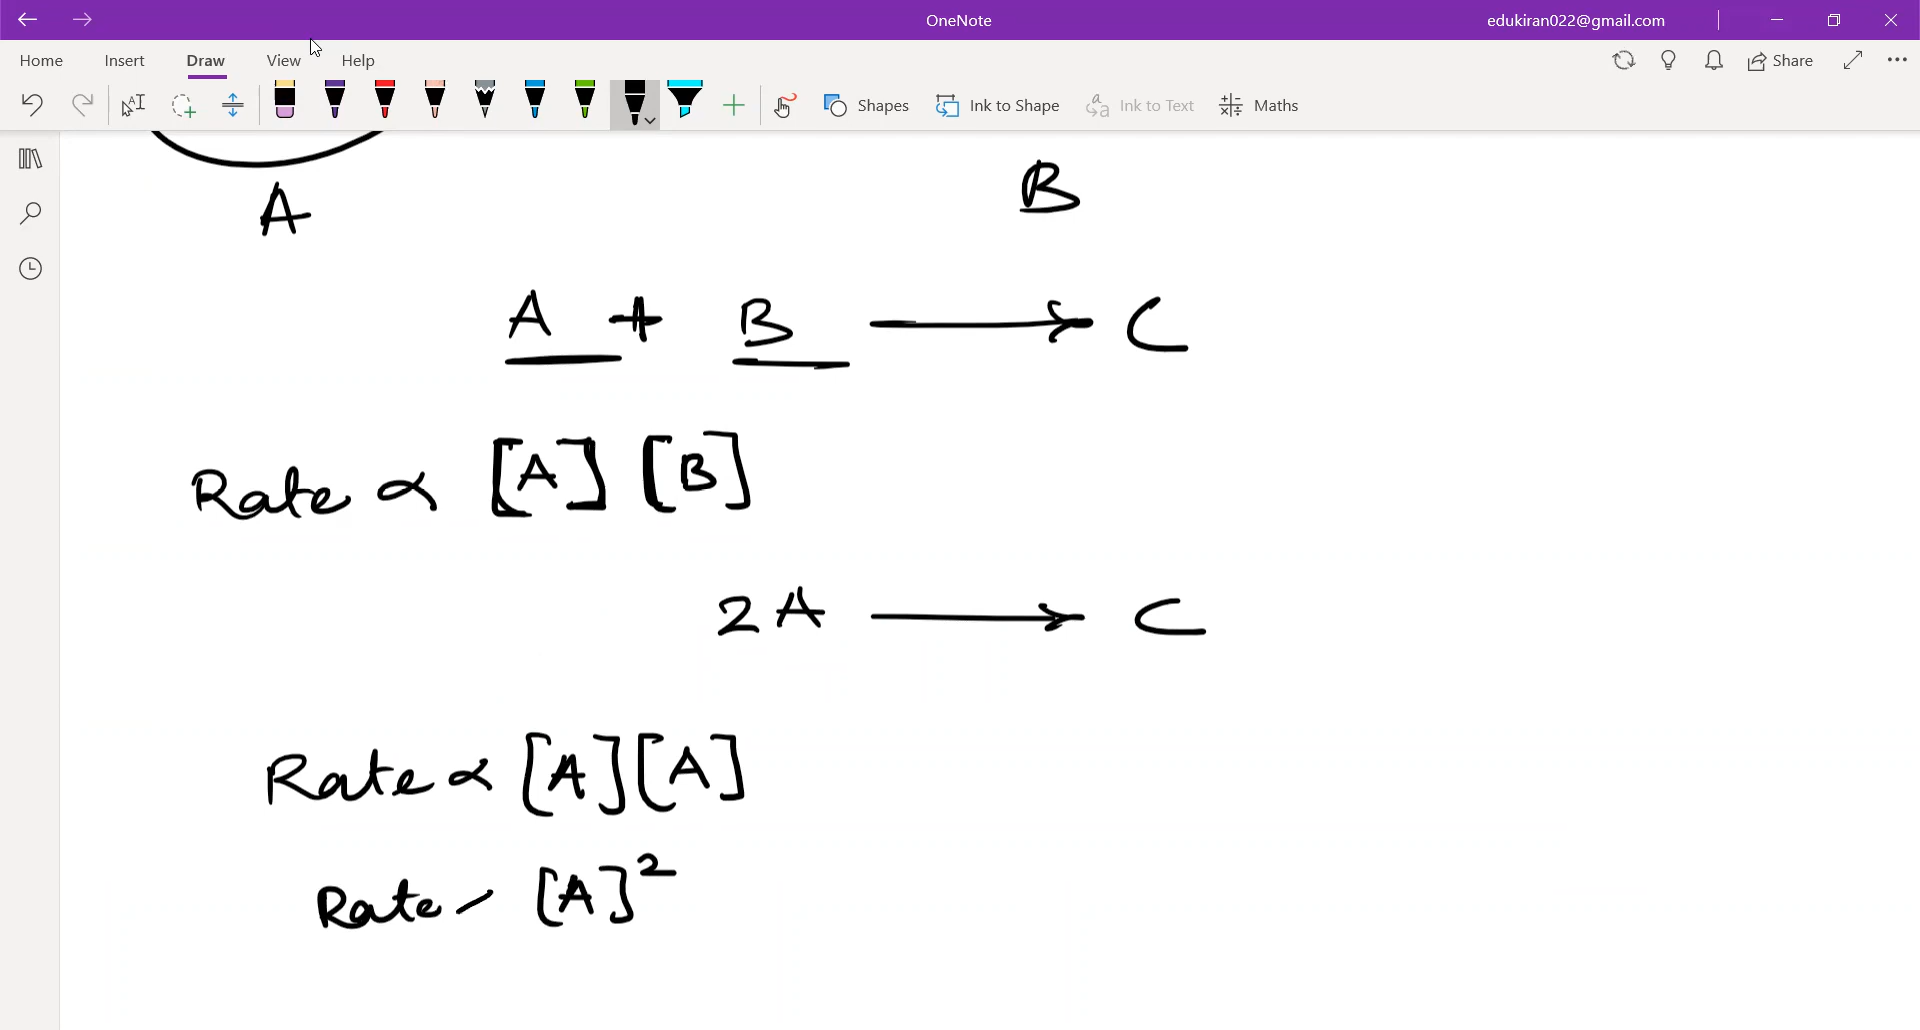 OneNote
edukiran022@gmail.com
Home Insert Draw View Help
Share
Shapes Ink to Shape Ink to Text Maths
A
B
A + B → C
Rate ∝ [A] [B]
2A → C
Rate ∝ [A][A]
Rate [A]²